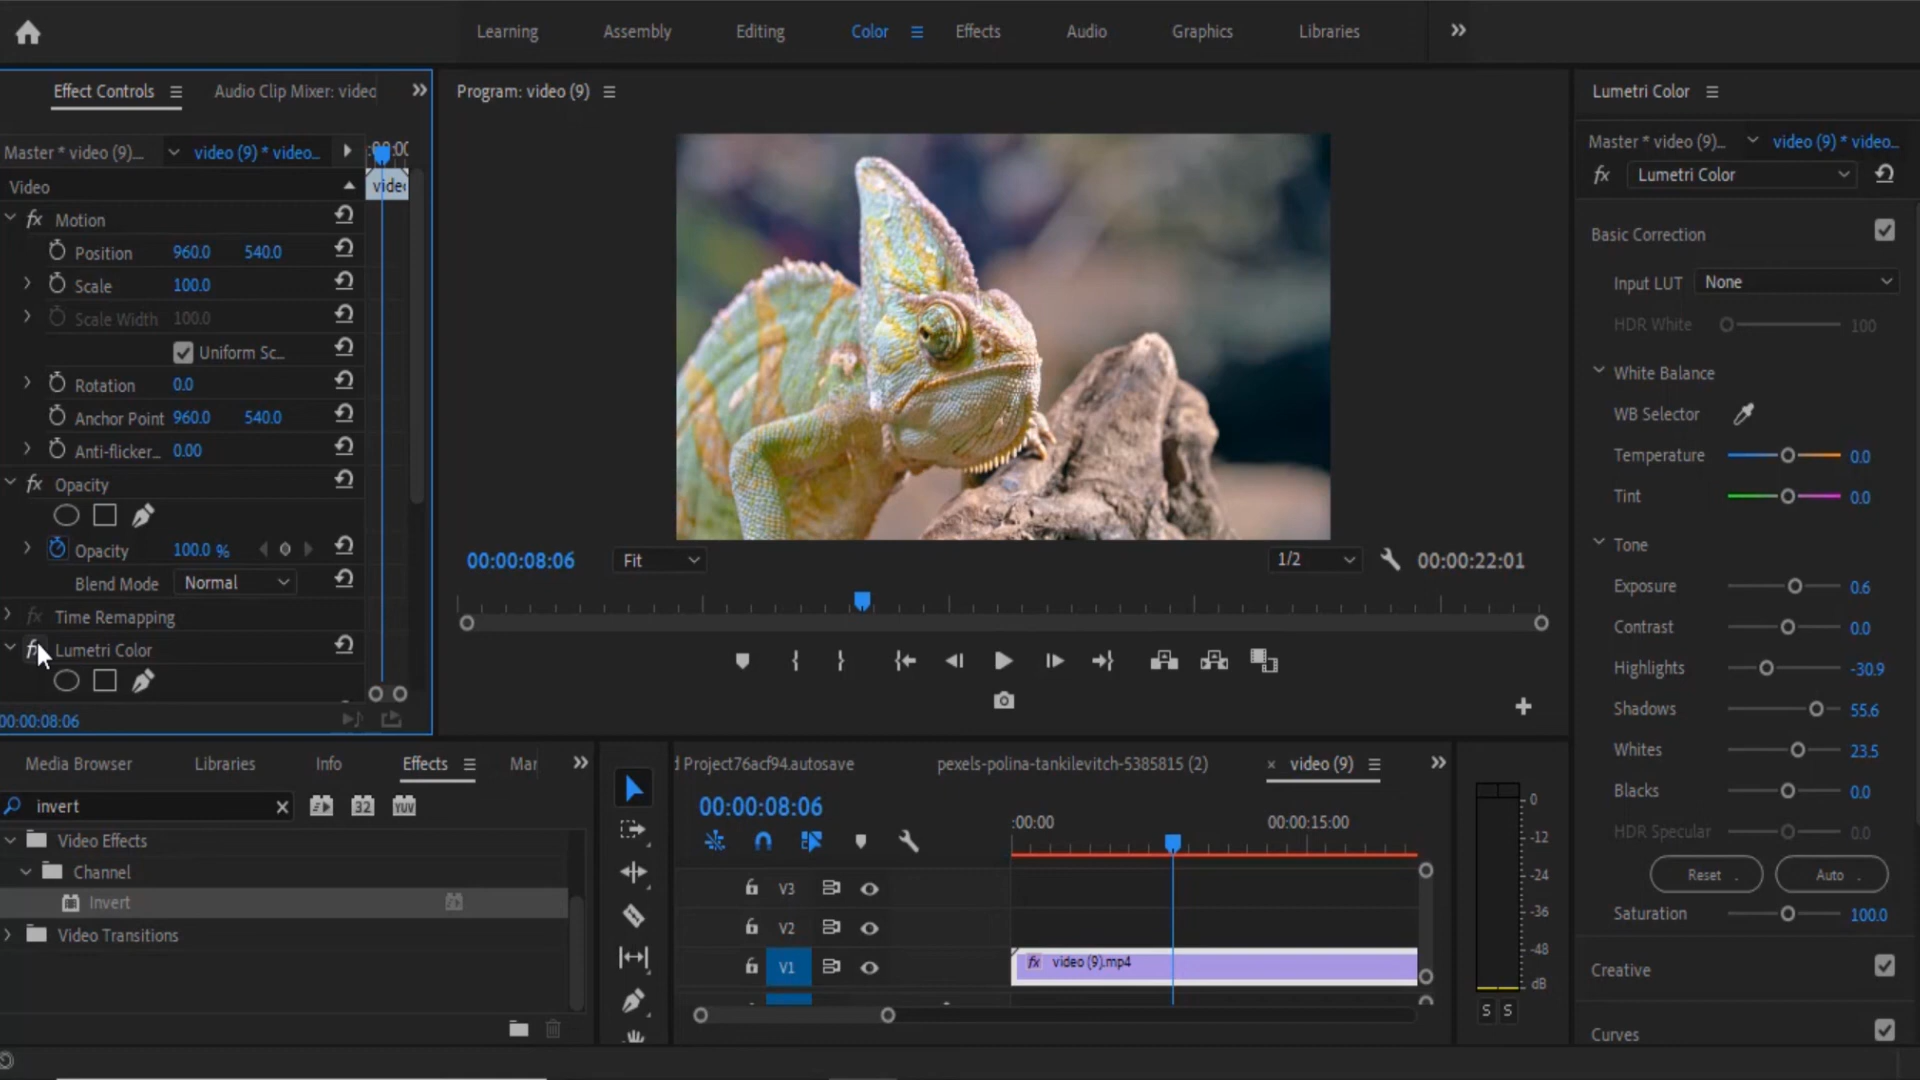 Learning Assembly Editing Color Effects Audio Graphics Libraries
Effect Controls Audio Clip Mixer: video
Master * video (9)... video (9) * video...
:00:00
Video
video
fx Motion
Position 960.0 540.0
Scale 100.0
Scale Width 100.0
Uniform Sc...
Rotation 0.0
Anchor Point 960.0 540.0
Anti-flicker... 0.00
fx Opacity
Opacity 100.0 %
Blend Mode Normal
fx Time Remapping
fx Lumetri Color
00:00:08:06
Program: video (9)
00:00:08:06 Fit 1/2 00:00:22:01
Lumetri Color
Master * video (9)... video (9) * video...
fx Lumetri Color
Basic Correction
Input LUT None
HDR White 100
White Balance
WB Selector
Temperature 0.0
Tint 0.0
Tone
Exposure 0.6
Contrast 0.0
Highlights -30.9
Shadows 55.6
Whites 23.5
Blacks 0.0
HDR Specular 0.0
Reset Auto
Saturation 100.0
Creative
Curves
Media Browser Libraries Info Effects Mar
invert 32 YUV
Video Effects
Channel
Invert
Video Transitions
d Project76acf94.autosave pexels-polina-tankilevitch-5385815 (2) × video (9)
00:00:08:06
:00:00 00:00:15:00
V3
V2
V1
fx video (9).mp4
0
-12
-24
-36
-48
dB
S S